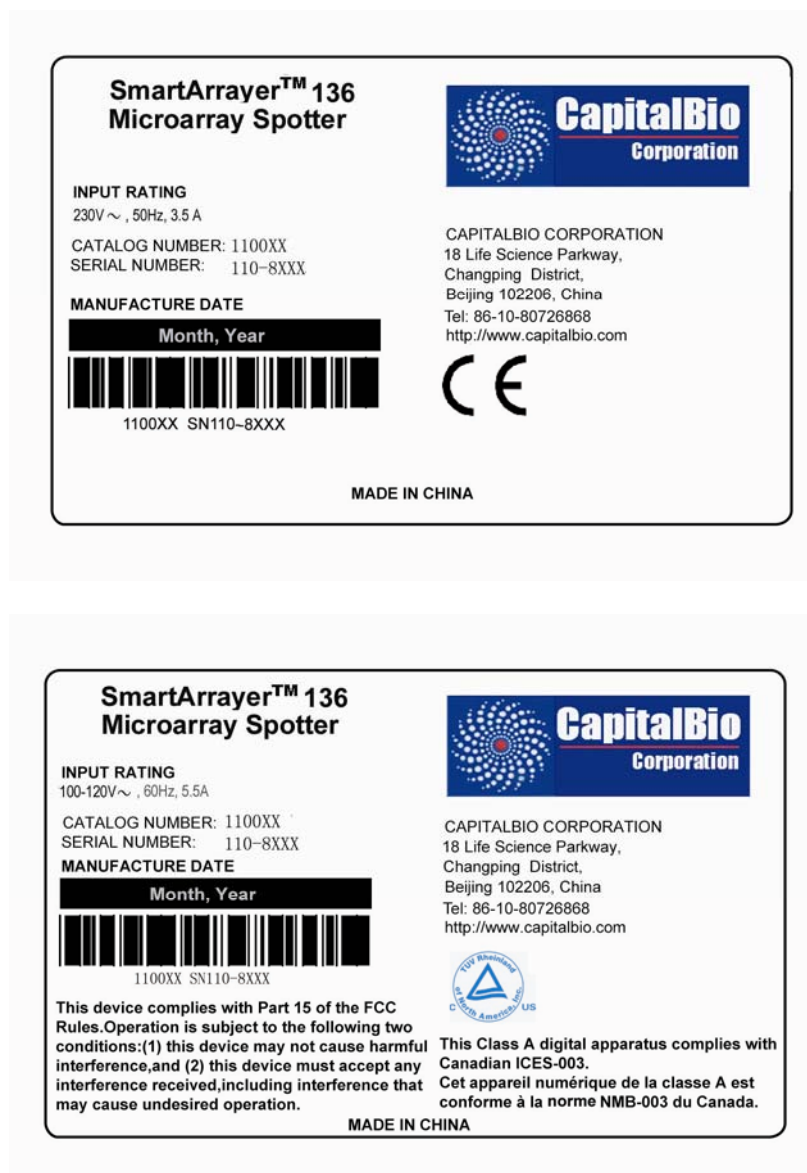 SmartArrayer™ 136
Microarray Spotter
CapitalBio
Corporation
INPUT RATING
230V～ , 50Hz, 3.5 A
CATALOG NUMBER: 1100XX
SERIAL NUMBER: 110-8XXX
MANUFACTURE DATE
Month, Year
1100XX SN110~8XXX
CAPITALBIO CORPORATION
18 Life Science Parkway,
Changping District,
Beijing 102206, China
Tel: 86-10-80726868
http://www.capitalbio.com
CE
MADE IN CHINA
SmartArrayer™ 136
Microarray Spotter
CapitalBio
Corporation
INPUT RATING
100-120V～ , 60Hz, 5.5A
CATALOG NUMBER: 1100XX
SERIAL NUMBER: 110-8XXX
MANUFACTURE DATE
Month, Year
1100XX SN110-8XXX
This device complies with Part 15 of the FCC
Rules.Operation is subject to the following two
conditions:(1) this device may not cause harmful
interference,and (2) this device must accept any
interference received,including interference that
may cause undesired operation.
CAPITALBIO CORPORATION
18 Life Science Parkway,
Changping District,
Beijing 102206, China
Tel: 86-10-80726868
http://www.capitalbio.com
TUV Rheinland
of North America, Inc.
C US
This Class A digital apparatus complies with
Canadian ICES-003.
Cet appareil numérique de la classe A est
conforme à la norme NMB-003 du Canada.
MADE IN CHINA